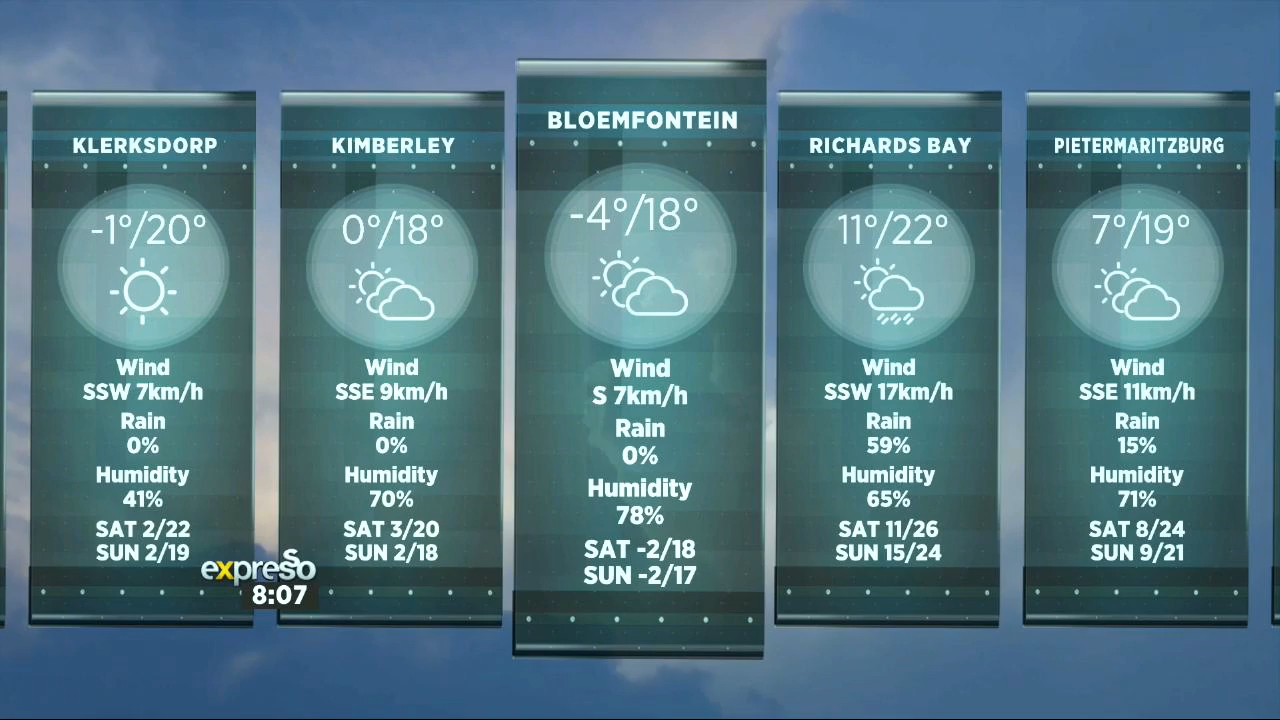 KLERKSDORP
-1°/20°
Wind
SSW 7km/h
Rain
0%
Humidity
41%
SAT 2/22
SUN 2/19
KIMBERLEY
0°/18°
Wind
SSE 9km/h
Rain
0%
Humidity
70%
SAT 3/20
SUN 2/18
BLOEMFONTEIN
-4°/18°
Wind
S 7km/h
Rain
0%
Humidity
78%
SAT -2/18
SUN -2/17
RICHARDS BAY
11°/22°
Wind
SSW 17km/h
Rain
59%
Humidity
65%
SAT 11/26
SUN 15/24
PIETERMARITZBURG
7°/19°
Wind
SSE 11km/h
Rain
15%
Humidity
71%
SAT 8/24
SUN 9/21
expresso
S
8:07